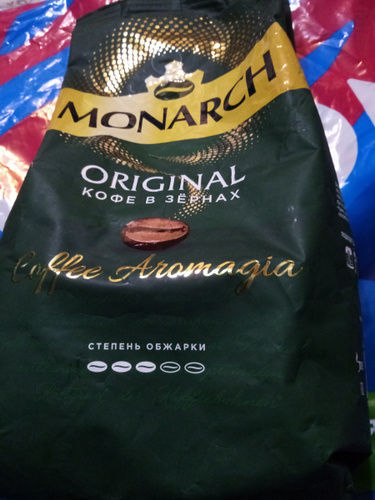 MONARCH
ORIGINAL
КОФЕ В ЗЁРНАХ
Coffee Aromagia
СТЕПЕНЬ ОБЖАРКИ